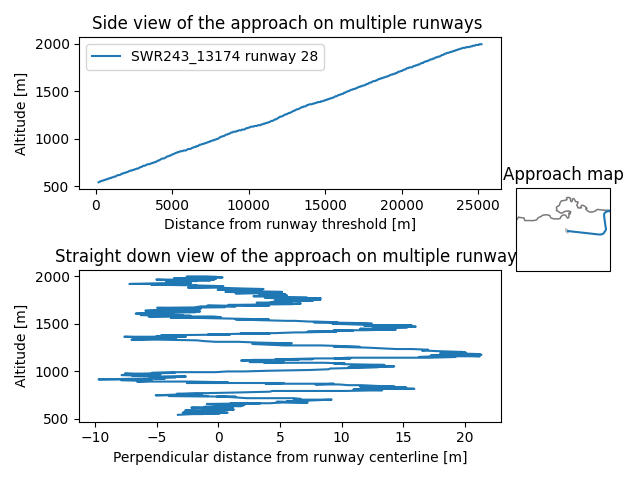 Side view of the approach on multiple runways
2000
1500
1000
500
Altitude [m]
SWR243_13174 runway 28
0 5000 10000 15000 20000 25000
Distance from runway threshold [m]
Approach map
Straight down view of the approach on multiple runway
2000
1500
1000
500
Altitude [m]
−10 −5 0 5 10 15 20
Perpendicular distance from runway centerline [m]